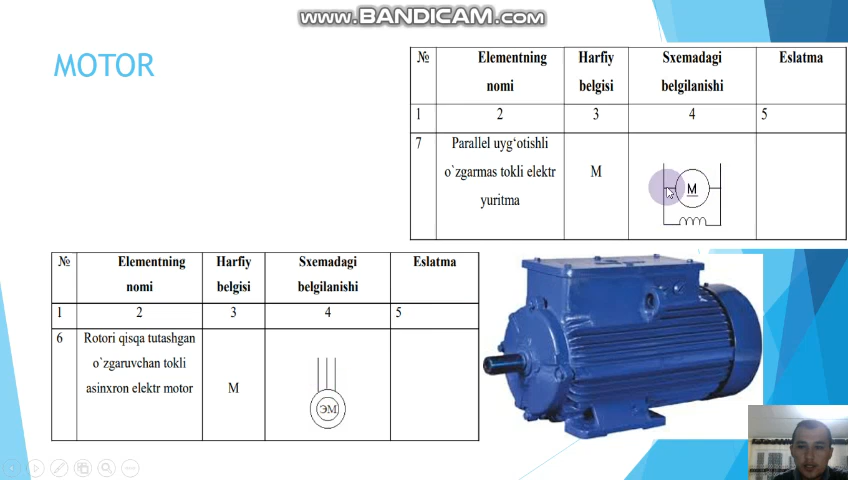 www.BANDICAM.com
MOTOR
№ Elementning nomi Harfiy belgisi Sxemadagi belgilanishi Eslatma
1 2 3 4 5
7 Parallel uyg‘otishli o`zgarmas tokli elektr yuritma M M
№ Elementning nomi Harfiy belgisi Sxemadagi belgilanishi Eslatma
1 2 3 4 5
6 Rotori qisqa tutashgan o`zgaruvchan tokli asinxron elektr motor M ЭМ